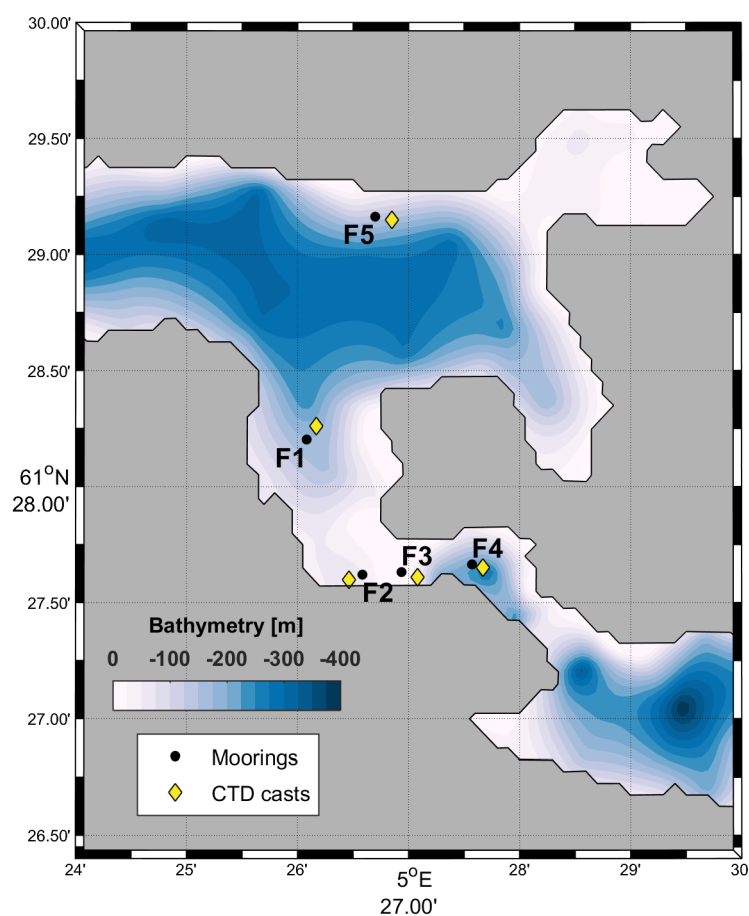 30.00'
29.50'
29.00'
28.50'
61°N
28.00'
27.50'
27.00'
26.50'
F5
F1
F3
F4
F2
Bathymetry [m]
0 -100 -200 -300 -400
Moorings
CTD casts
24' 25' 26' 5°E 28' 29' 30
27.00'